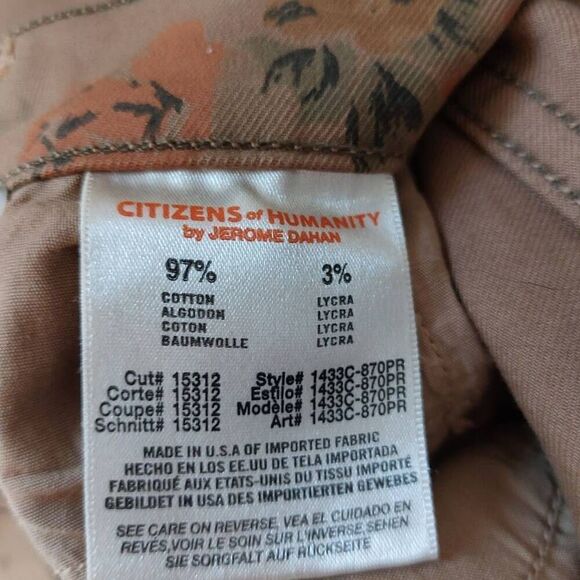 CITIZENS of HUMANITY
by JEROME DAHAN
97% 3%
COTTON LYCRA
ALGODON LYCRA
COTON LYCRA
BAUMWOLLE LYCRA
Cut# 15312 Style# 1433C-870PR
Corte# 15312 Estilo# 1433C-870PR
Coupe# 15312 Modèle# 1433C-870PR
Schnitt# 15312 Art# 1433C-870PR
MADE IN U.S.A OF IMPORTED FABRIC
HECHO EN LOS EE.UU DE TELA IMPORTADA
FABRIQUÉ AUX ETATS-UNIS DU TISSU IMPORTÉ
GEBILDET IN USA DES IMPORTIERTEN GEWEBES
SEE CARE ON REVERSE, VEA EL CUIDADO EN
REVÉS,VOIR LE SOIN SUR L'INVERSE,SEHEN
SIE SORGFALT AUF RÜCKSEITE